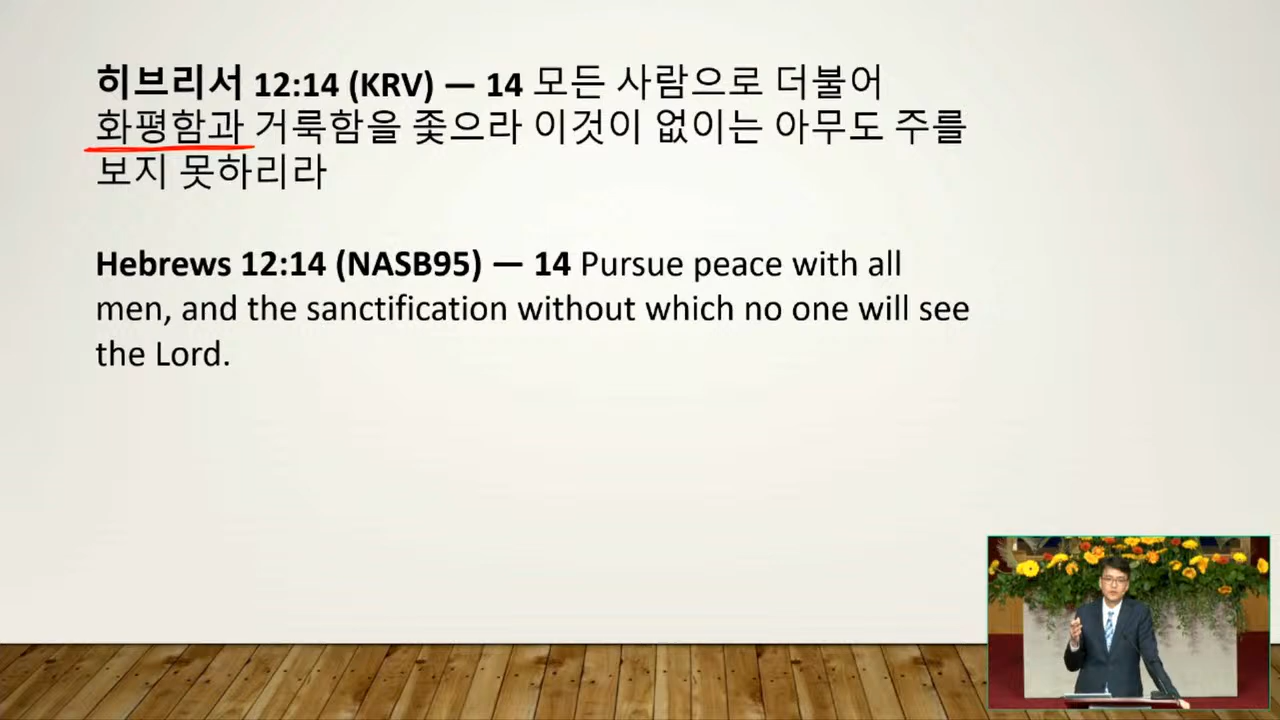 히브리서 12:14 (KRV) — 14 모든 사람으로 더불어
화평함과 거룩함을 좇으라 이것이 없이는 아무도 주를
보지 못하리라
Hebrews 12:14 (NASB95) — 14 Pursue peace with all
men, and the sanctification without which no one will see
the Lord.